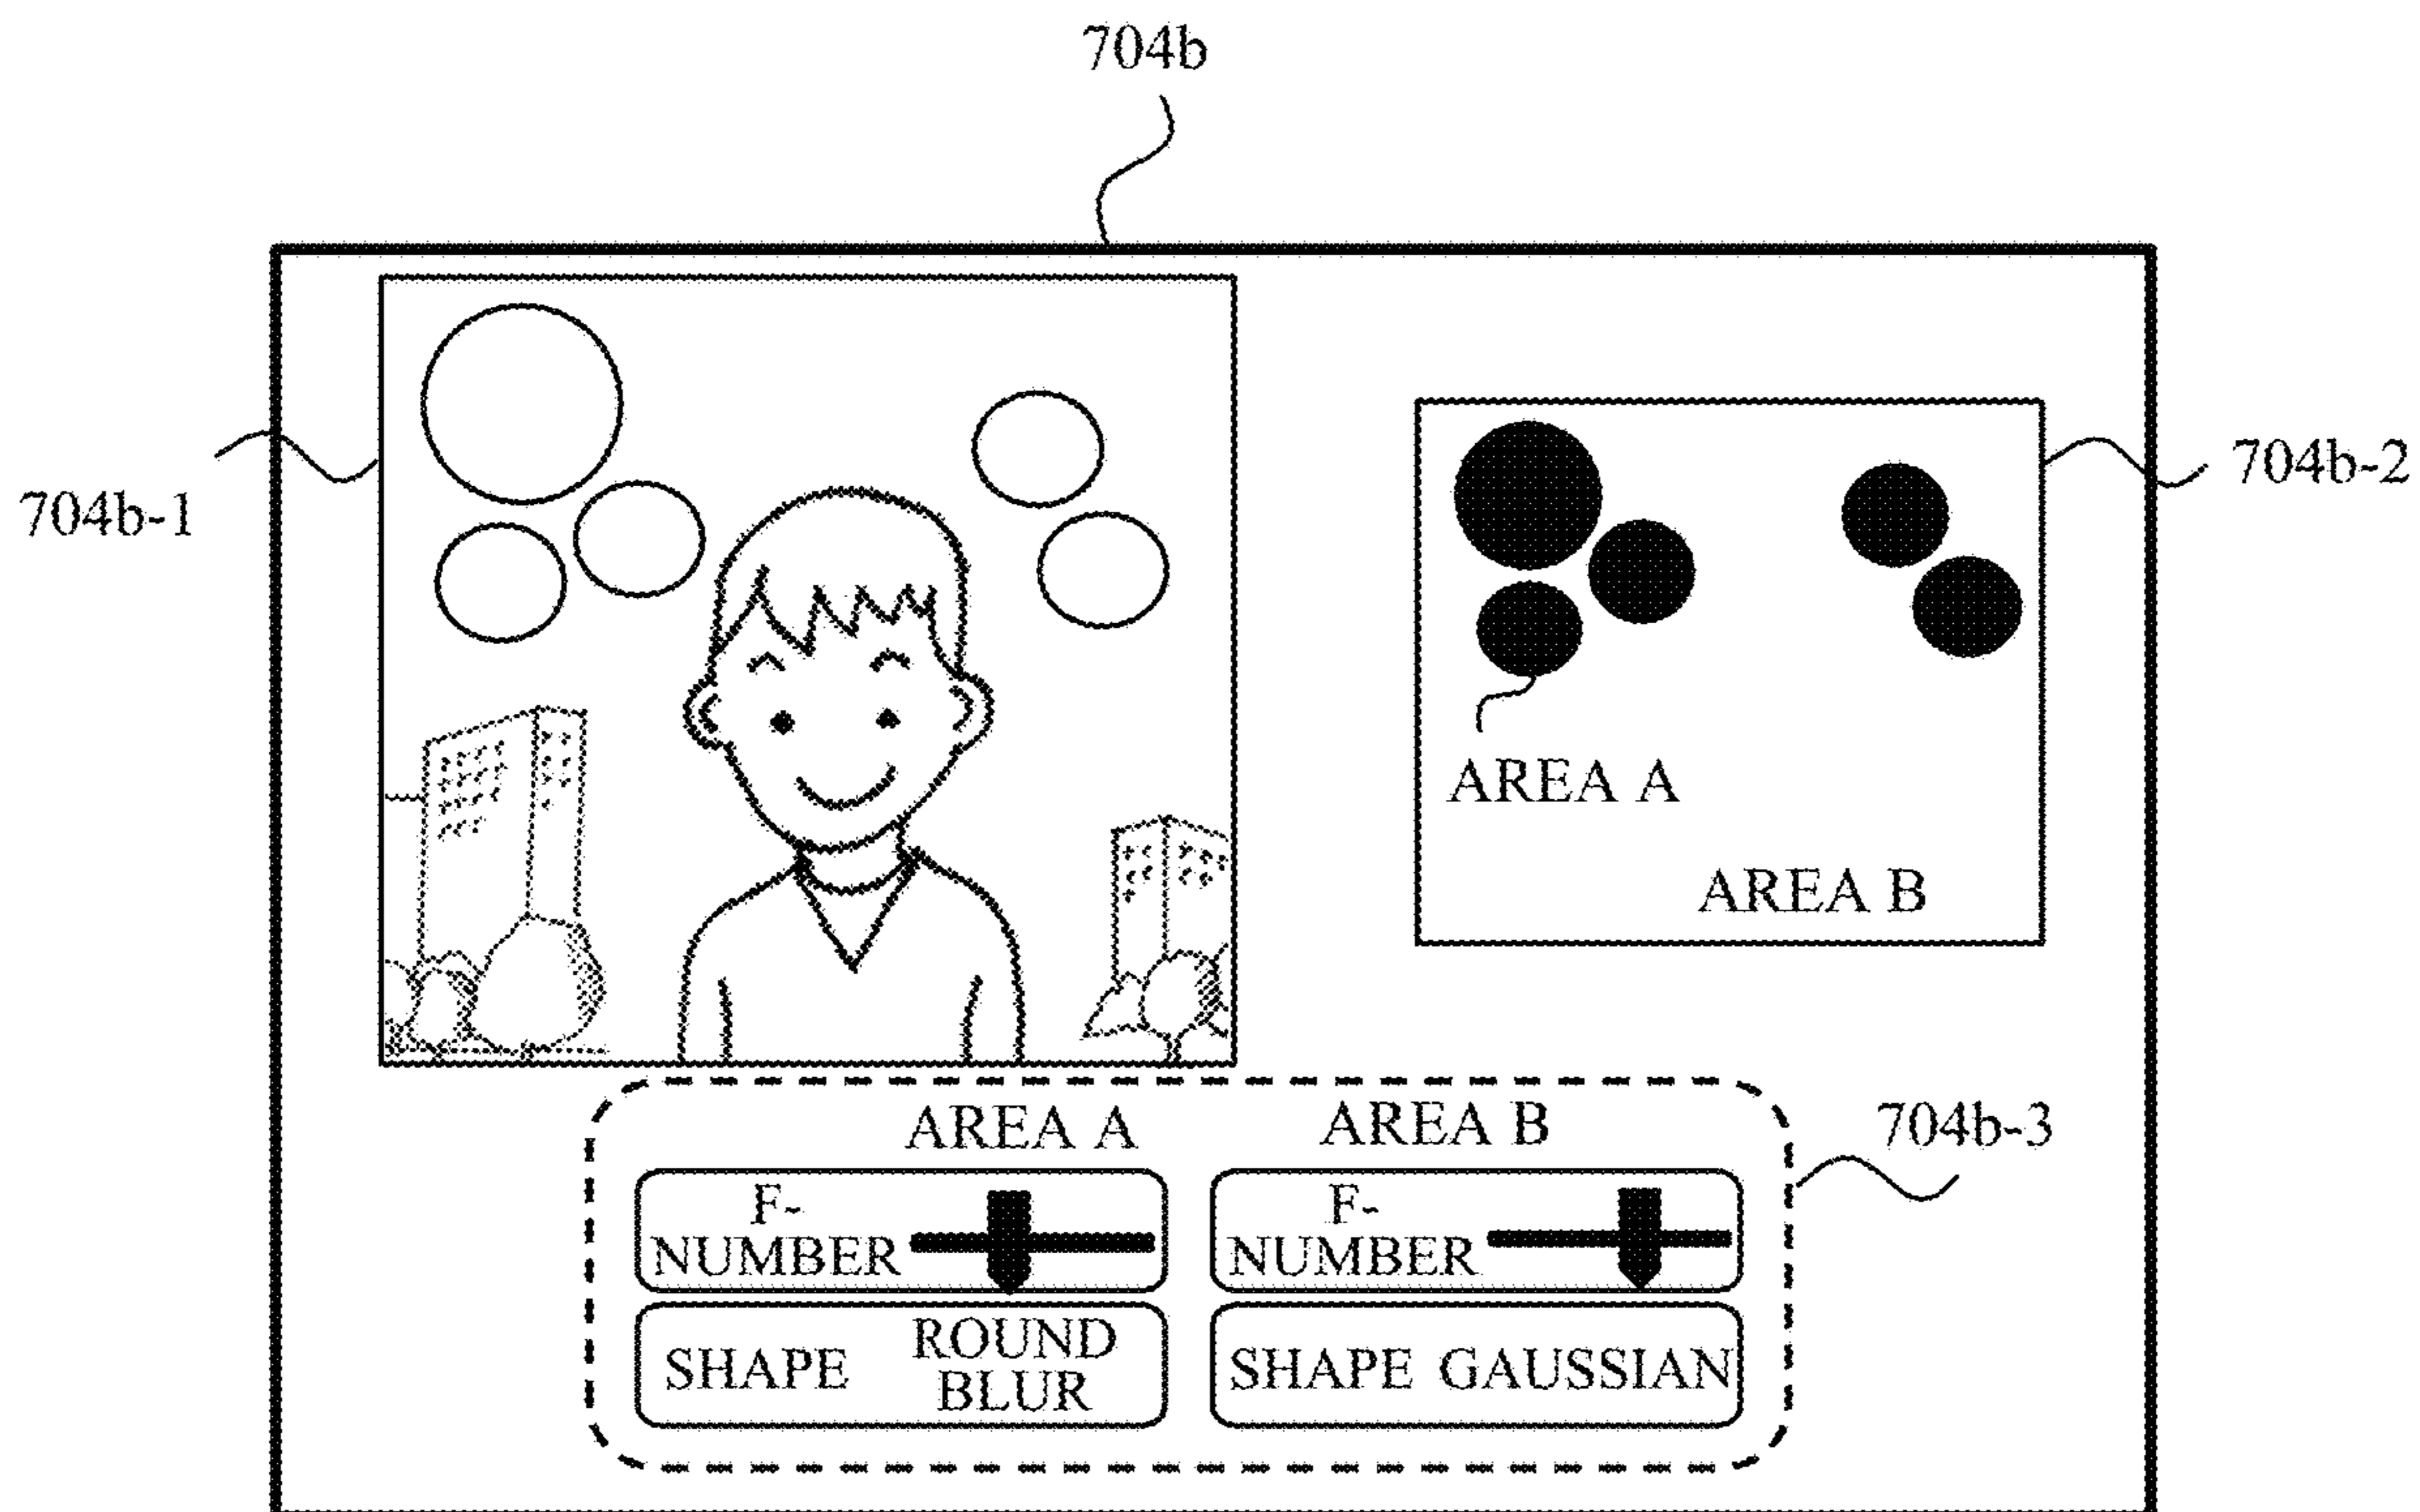 704b
704b-1
704b-2
AREA A
AREA B
AREA A
AREA B
704b-3
F-
NUMBER
F-
NUMBER
SHAPE
ROUND
BLUR
SHAPE GAUSSIAN